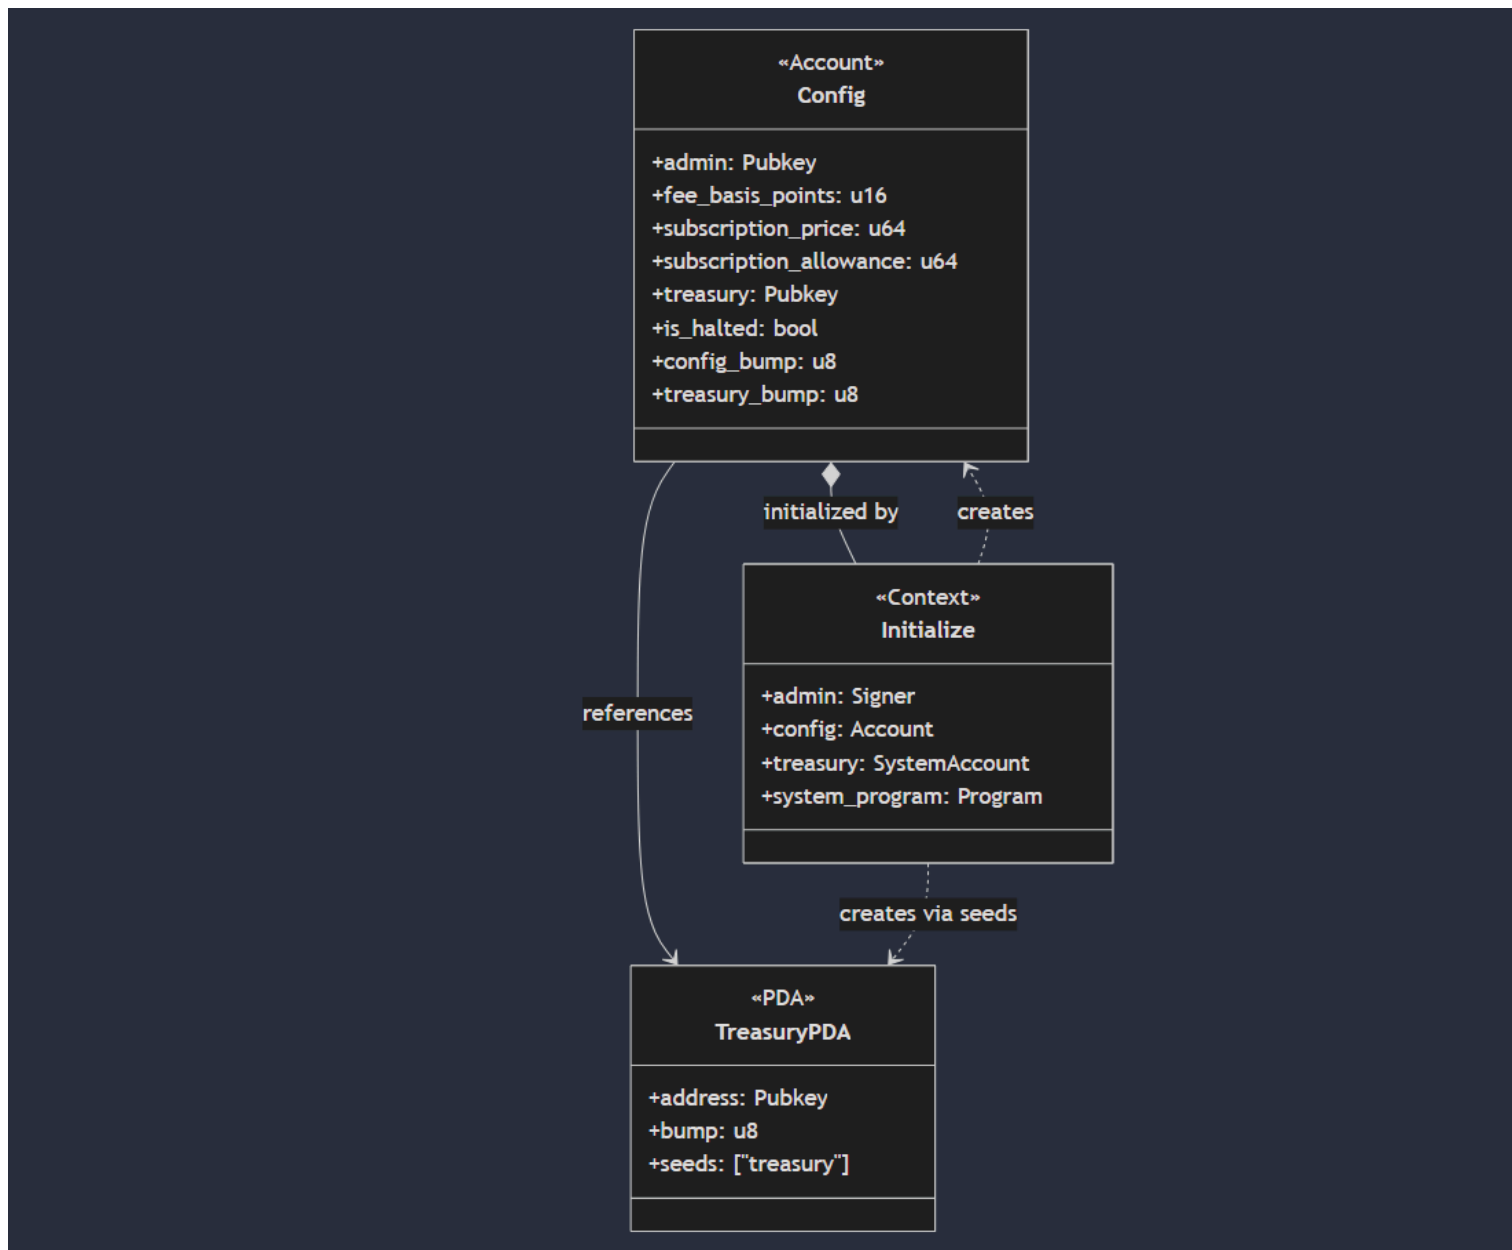 «Account»
Config
+admin: Pubkey
+fee_basis_points: u16
+subscription_price: u64
+subscription_allowance: u64
+treasury: Pubkey
+is_halted: bool
+config_bump: u8
+treasury_bump: u8
initialized by
creates
«Context»
Initialize
+admin: Signer
+config: Account
+treasury: SystemAccount
+system_program: Program
references
creates via seeds
«PDA»
TreasuryPDA
+address: Pubkey
+bump: u8
+seeds: ["treasury"]